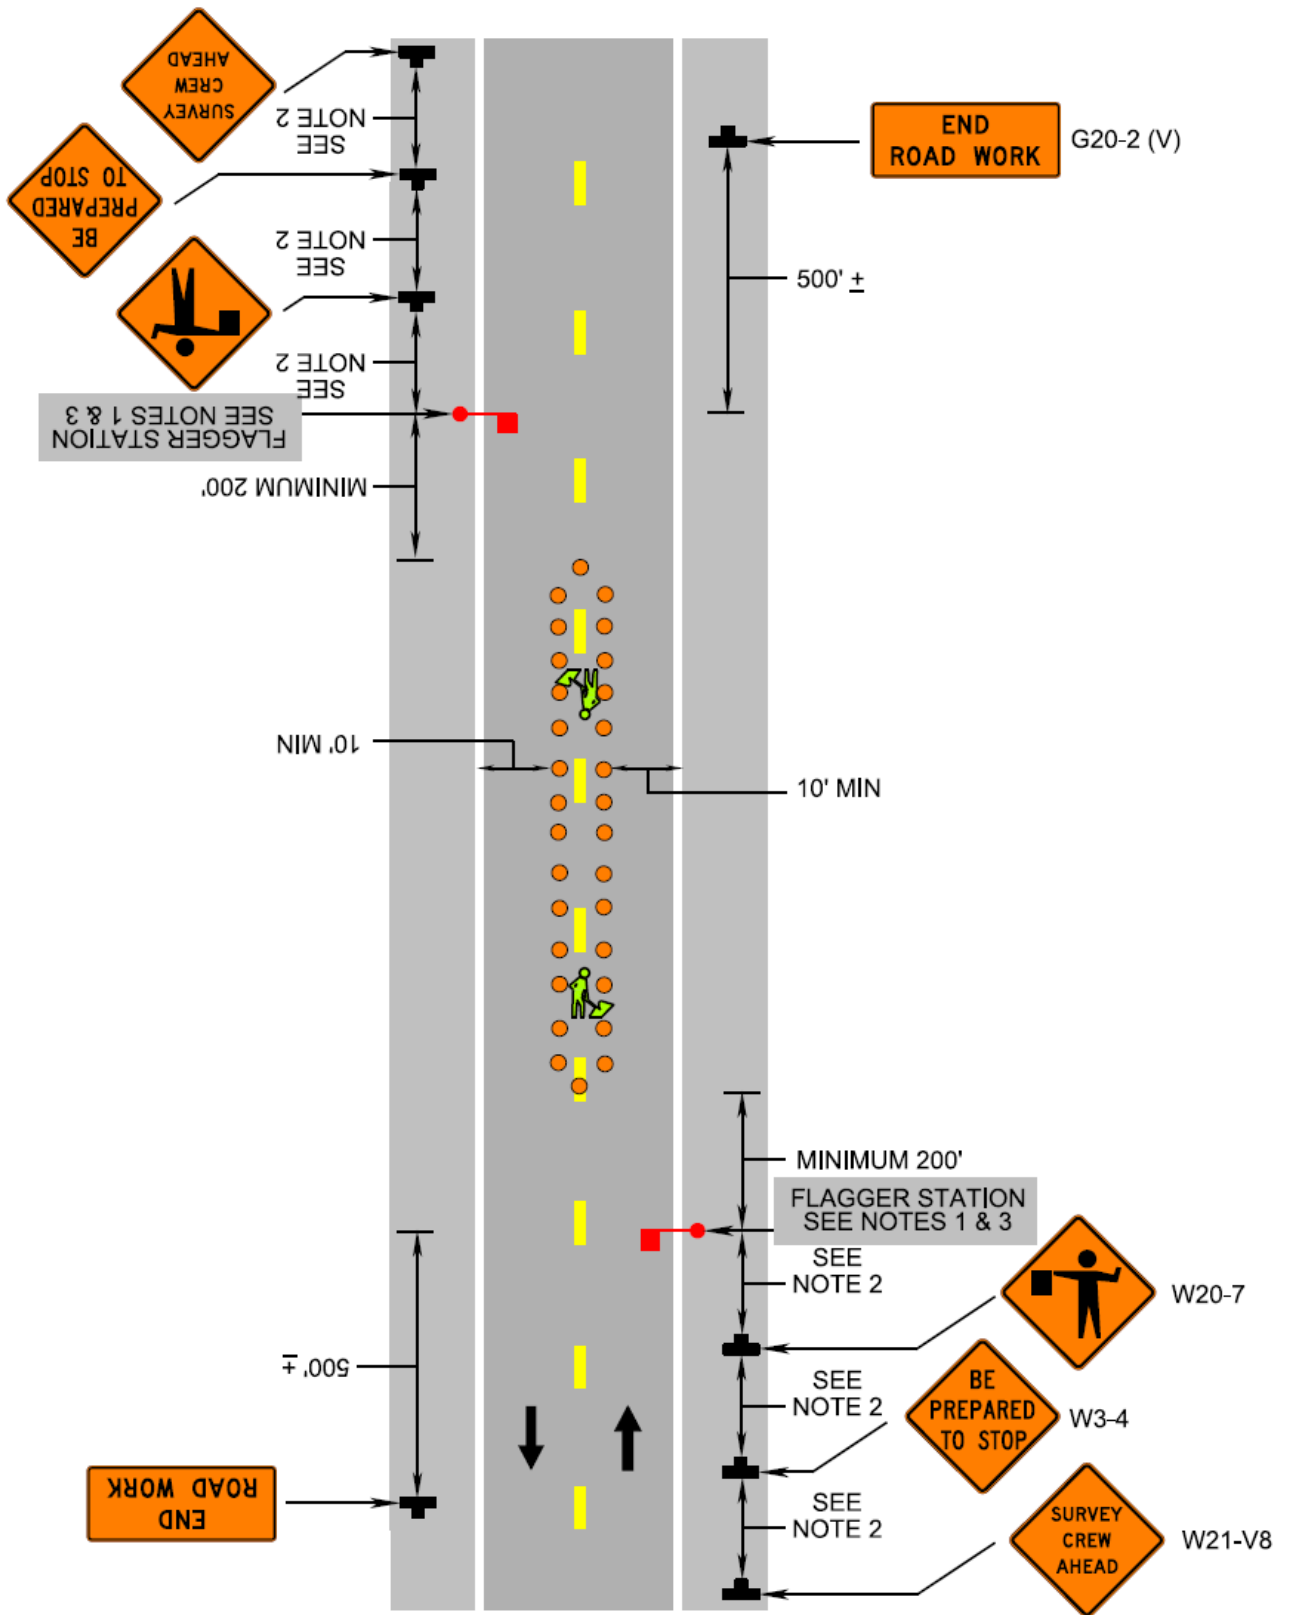 SURVEY
CREW
AHEAD
SEE
NOTE 2
BE
PREPARED
TO STOP
SEE
NOTE 2
SEE
NOTE 2
FLAGGER STATION
SEE NOTES 1 & 3
MINIMUM 200'
10' MIN
500' ±
END
ROAD WORK
END
ROAD WORK
G20-2 (V)
500' ±
10' MIN
MINIMUM 200'
FLAGGER STATION
SEE NOTES 1 & 3
SEE
NOTE 2
W20-7
SEE
NOTE 2
BE
PREPARED
TO STOP
W3-4
SEE
NOTE 2
SURVEY
CREW
AHEAD
W21-V8